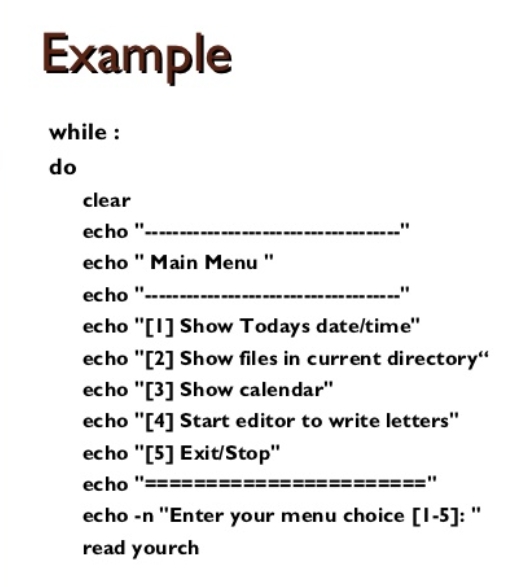 Example
while :
do
clear
echo "------------------------------------"
echo " Main Menu "
echo "------------------------------------"
echo "[1] Show Todays date/time"
echo "[2] Show files in current directory“
echo "[3] Show calendar"
echo "[4] Start editor to write letters"
echo "[5] Exit/Stop"
echo "======================="
echo -n "Enter your menu choice [1-5]: "
read yourch